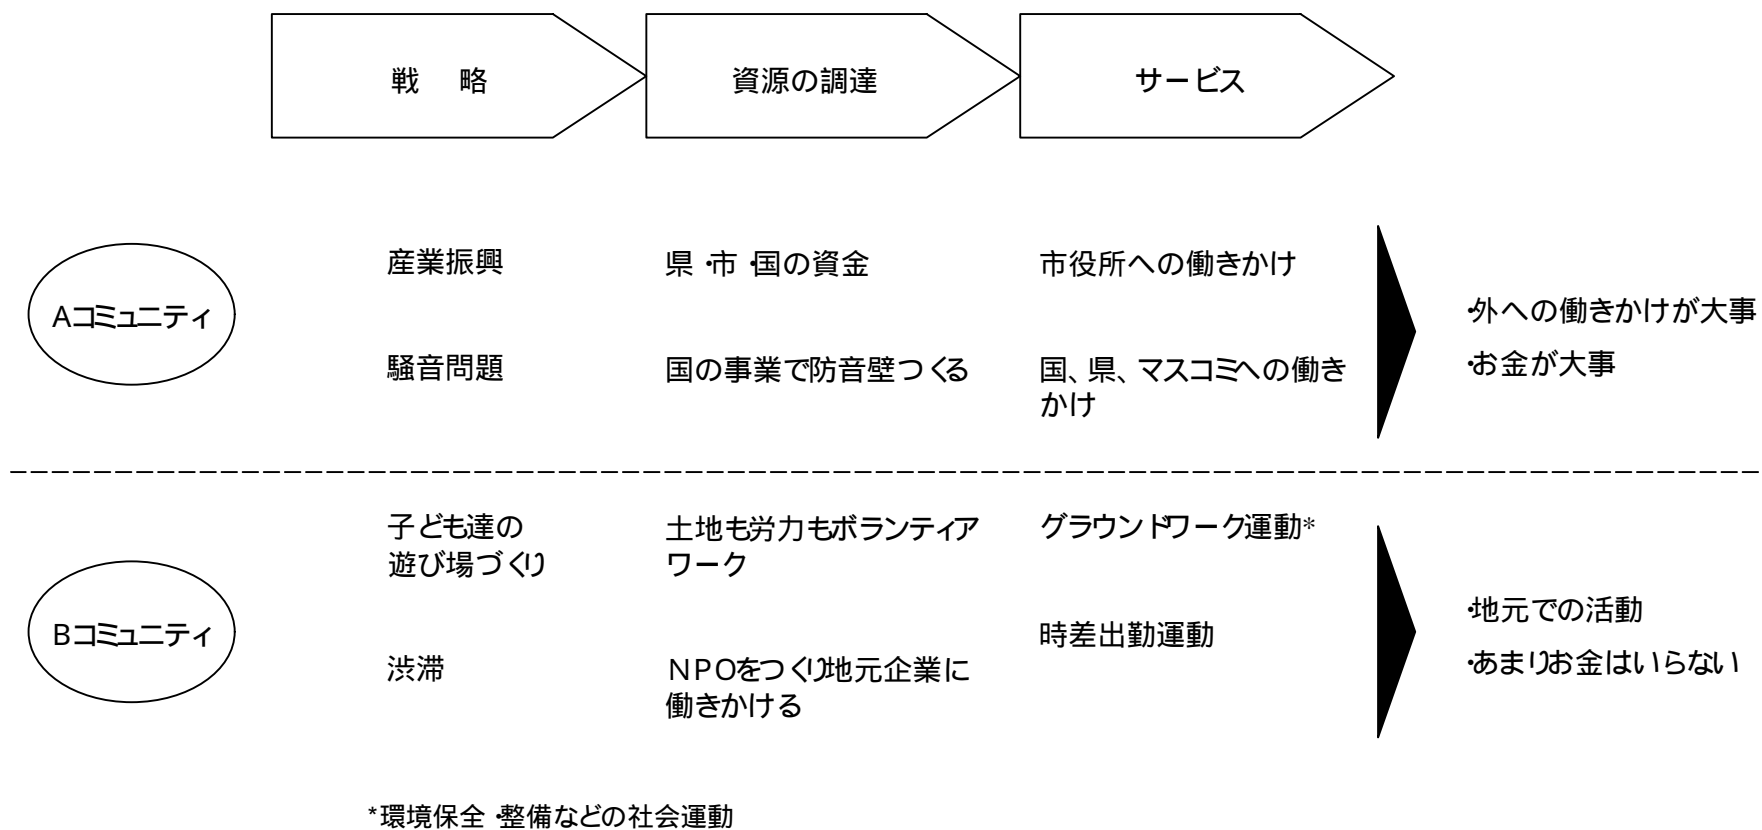 戦 略
資源の調達
サービス
Aコミュニティ
産業振興
県・市・国の資金
市役所への働きかけ
騒音問題
国の事業で防音壁つくる
国、県、マスコミへの働き
かけ
・外への働きかけが大事
・お金が大事
Bコミュニティ
子ども達の
遊び場づくり
土地も労力もボランティア
ワーク
グラウンドワーク運動*
渋滞
NPOをつくり地元企業に
働きかける
時差出勤運動
・地元での活動
・あまりお金はいらない
*環境保全・整備などの社会運動